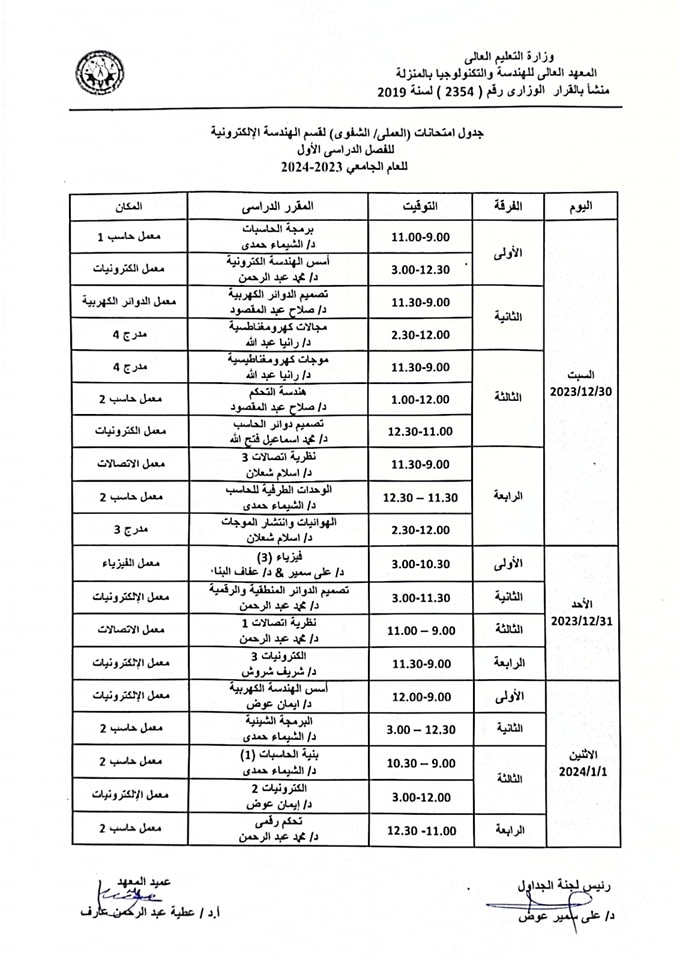 وزارة التعليم العالى
المعهد العالى للهندسة والتكنولوجيا بالمنزلة
منشأ بالقرار الوزارى رقم ( 2354 ) لسنة 2019
جدول امتحانات (العملى/ الشفوى) لقسم الهندسة الإلكترونية
للفصل الدراسى الأول
للعام الجامعي 2023-2024
اليوم الفرقة التوقيت المقرر الدراسى المكان
السبت
2023/12/30
الأولى
11.00-9.00
برمجة الحاسبات
د/ الشيماء حمدى
معمل حاسب 1
3.00-12.30
أسس الهندسة الكترونية
د/ محمد عبد الرحمن
معمل الكترونيات
الثانية
11.30-9.00
تصميم الدوائر الكهربية
د/ صلاح عبد المقصود
معمل الدوائر الكهربية
2.30-12.00
مجالات كهرومغناطسية
د/ رانيا عبد الله
مدرج 4
الثالثة
11.30-9.00
موجات كهرومغناطيسية
د/ رانيا عبد الله
مدرج 4
1.00-12.00
هندسة التحكم
د/ صلاح عبد المقصود
معمل حاسب 2
12.30-11.00
تصميم دوائر الحاسب
د/ محمد اسماعيل فتح الله
معمل الكترونيات
الرابعة
11.30-9.00
نظرية اتصالات 3
د/ اسلام شعلان
معمل الاتصالات
12.30 – 11.30
الوحدات الطرفية للحاسب
د/ الشيماء حمدى
معمل حاسب 2
2.30-12.00
الهوائيات وانتشار الموجات
د/ اسلام شعلان
مدرج 3
الأحد
2023/12/31
الأولى
3.00-10.30
فيزياء (3)
د/ على سمير & د/ عفاف البنا
معمل الفيزياء
الثانية
3.00-11.30
تصميم الدوائر المنطقية والرقمية
د/ محمد عبد الرحمن
معمل الإلكترونيات
الثالثة
11.00 – 9.00
نظرية اتصالات 1
د/ محمد عبد الرحمن
معمل الاتصالات
الرابعة
11.30-9.00
الكترونيات 3
د/ شريف شروش
معمل الإلكترونيات
الاثنين
2024/1/1
الأولى
12.00-9.00
أسس الهندسة الكهربية
د/ ايمان عوض
معمل الإلكترونيات
الثانية
3.00 – 12.30
البرمجة الشيئية
د/ الشيماء حمدى
معمل حاسب 2
الثالثة
10.30 – 9.00
بنية الحاسبات (1)
د/ الشيماء حمدى
معمل حاسب 2
3.00-12.00
الكترونيات 2
د/ إيمان عوض
معمل الإلكترونيات
الرابعة
12.30 -11.00
تحكم رقمى
د/ محمد عبد الرحمن
معمل حاسب 2
رئيس لجنة الجداول
د/ على سمير عوض
عميد المعهد
أ.د / عطية عبد الرحمن عارف